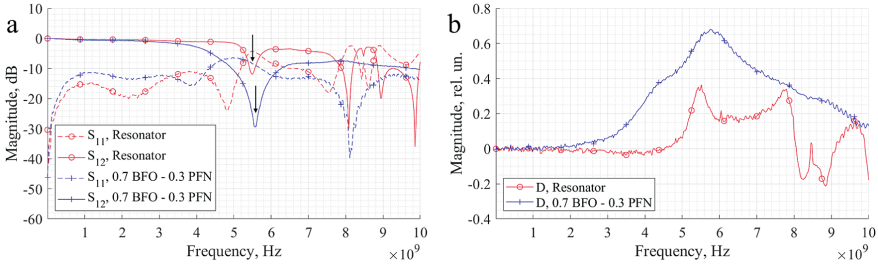 a
10
0
-10
-20
-30
-40
-50
-60
Magnitude, dB
S11, Resonator
S12, Resonator
S11, 0.7 BFO - 0.3 PFN
S12, 0.7 BFO - 0.3 PFN
0 1 2 3 4 5 6 7 8 9 10
Frequency, Hz
×10^9
b
0.8
0.6
0.4
0.2
0.0
-0.2
-0.4
Magnitude, rel. un.
D, Resonator
D, 0.7 BFO - 0.3 PFN
1 2 3 4 5 6 7 8 9 10
Frequency, Hz
×10^9